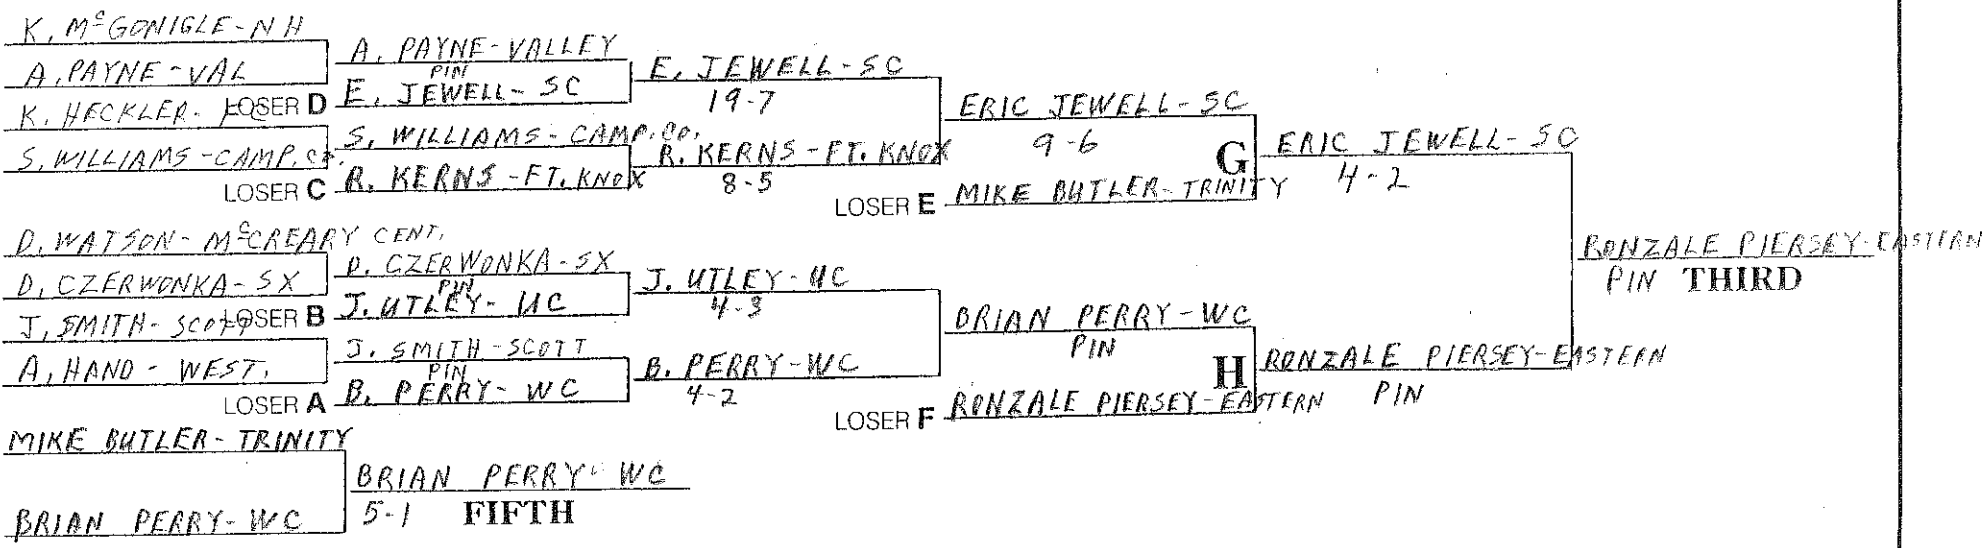 K. McGONIGLE-NH
A. PAYNE-VALLEY
A. PAYNE-VAL
PIN
E. JEWELL-SC
K. HECKLER-
LOSER D
E. JEWELL-SC
19-7
ERIC JEWELL-SC
S. WILLIAMS-CAMP.CO.
S. WILLIAMS-CAMP.CO.
R. KERNS-FT. KNOX
9-6
G
ERIC JEWELL-SC
LOSER C
R. KERNS-FT. KNOX
8-5
LOSER E
MIKE BUTLER-TRINITY
4-2
D. WATSON-McCREARY CENT.
D. CZERWONKA-SX
RONZALE PIERSEY-EASTERN
D. CZERWONKA-SX
PIN
J. UTLEY-UC
PIN THIRD
J. SMITH-SCOTT
LOSER B
J. UTLEY-UC
4-3
BRIAN PERRY-WC
J. SMITH-SCOTT
PIN
A. HAND-WEST.
PIN
B. PERRY-WC
H
RONZALE PIERSEY-EASTERN
LOSER A
B. PERRY-WC
4-2
LOSER F
RONZALE PIERSEY-EASTERN
PIN
MIKE BUTLER-TRINITY
BRIAN PERRY-WC
BRIAN PERRY-WC
5-1 FIFTH